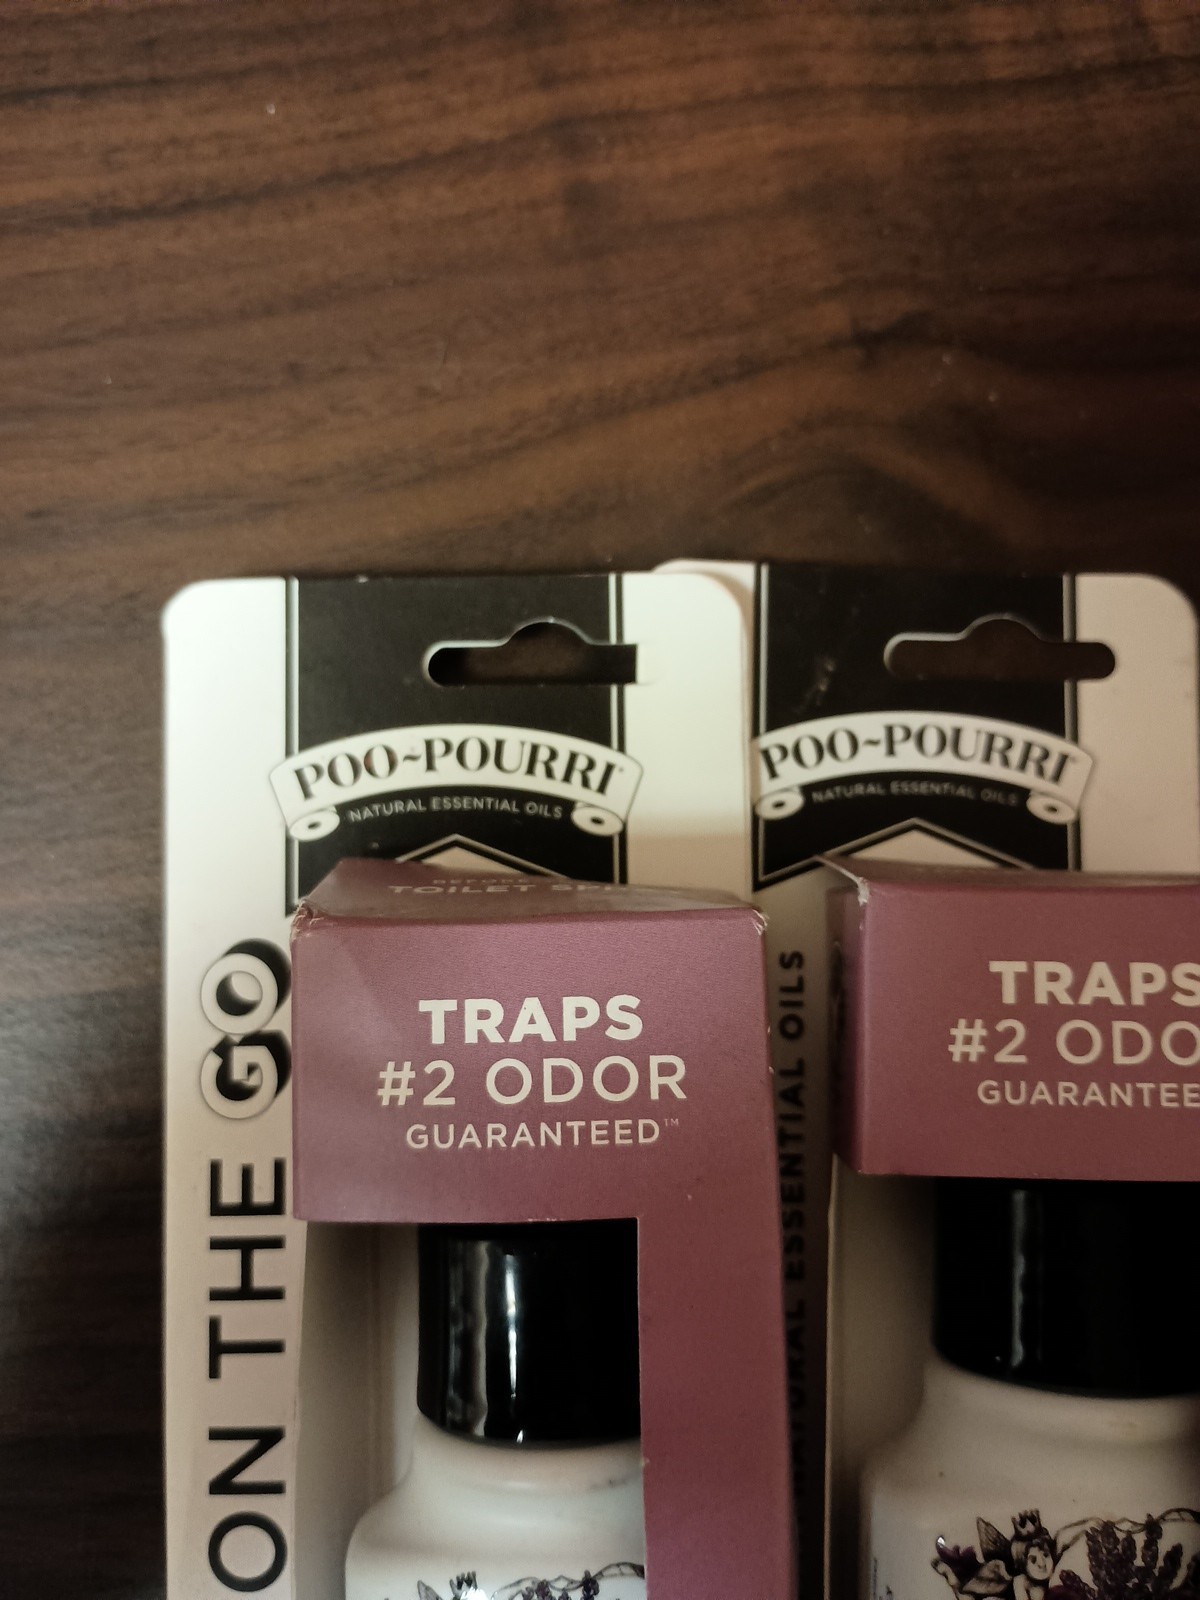 POO~POURRI
NATURAL ESSENTIAL OILS
TOILET
TRAPS
#2 ODOR
GUARANTEED™
ON THE GO
POO~POURRI
NATURAL ESSENTIAL OILS
NATURAL ESSENTIAL OILS
TRAPS
#2 ODO
GUARANTEE